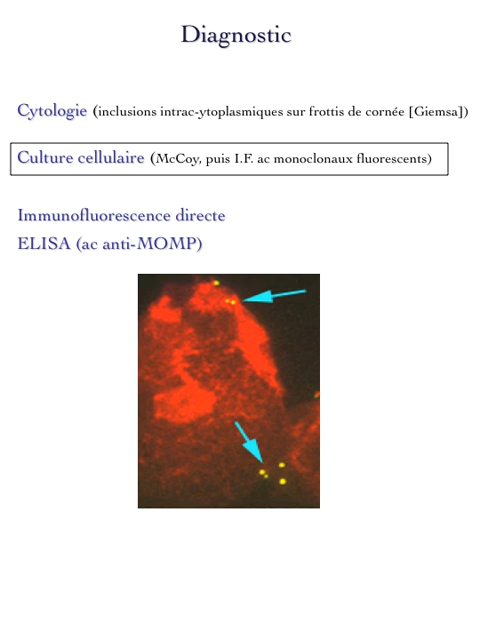 Diagnostic
Cytologie (inclusions intrac-ytoplasmiques sur frottis de cornée [Giemsa])
Culture cellulaire (McCoy, puis I.F. ac monoclonaux fluorescents)
Immunofluorescence directe
ELISA (ac anti-MOMP)